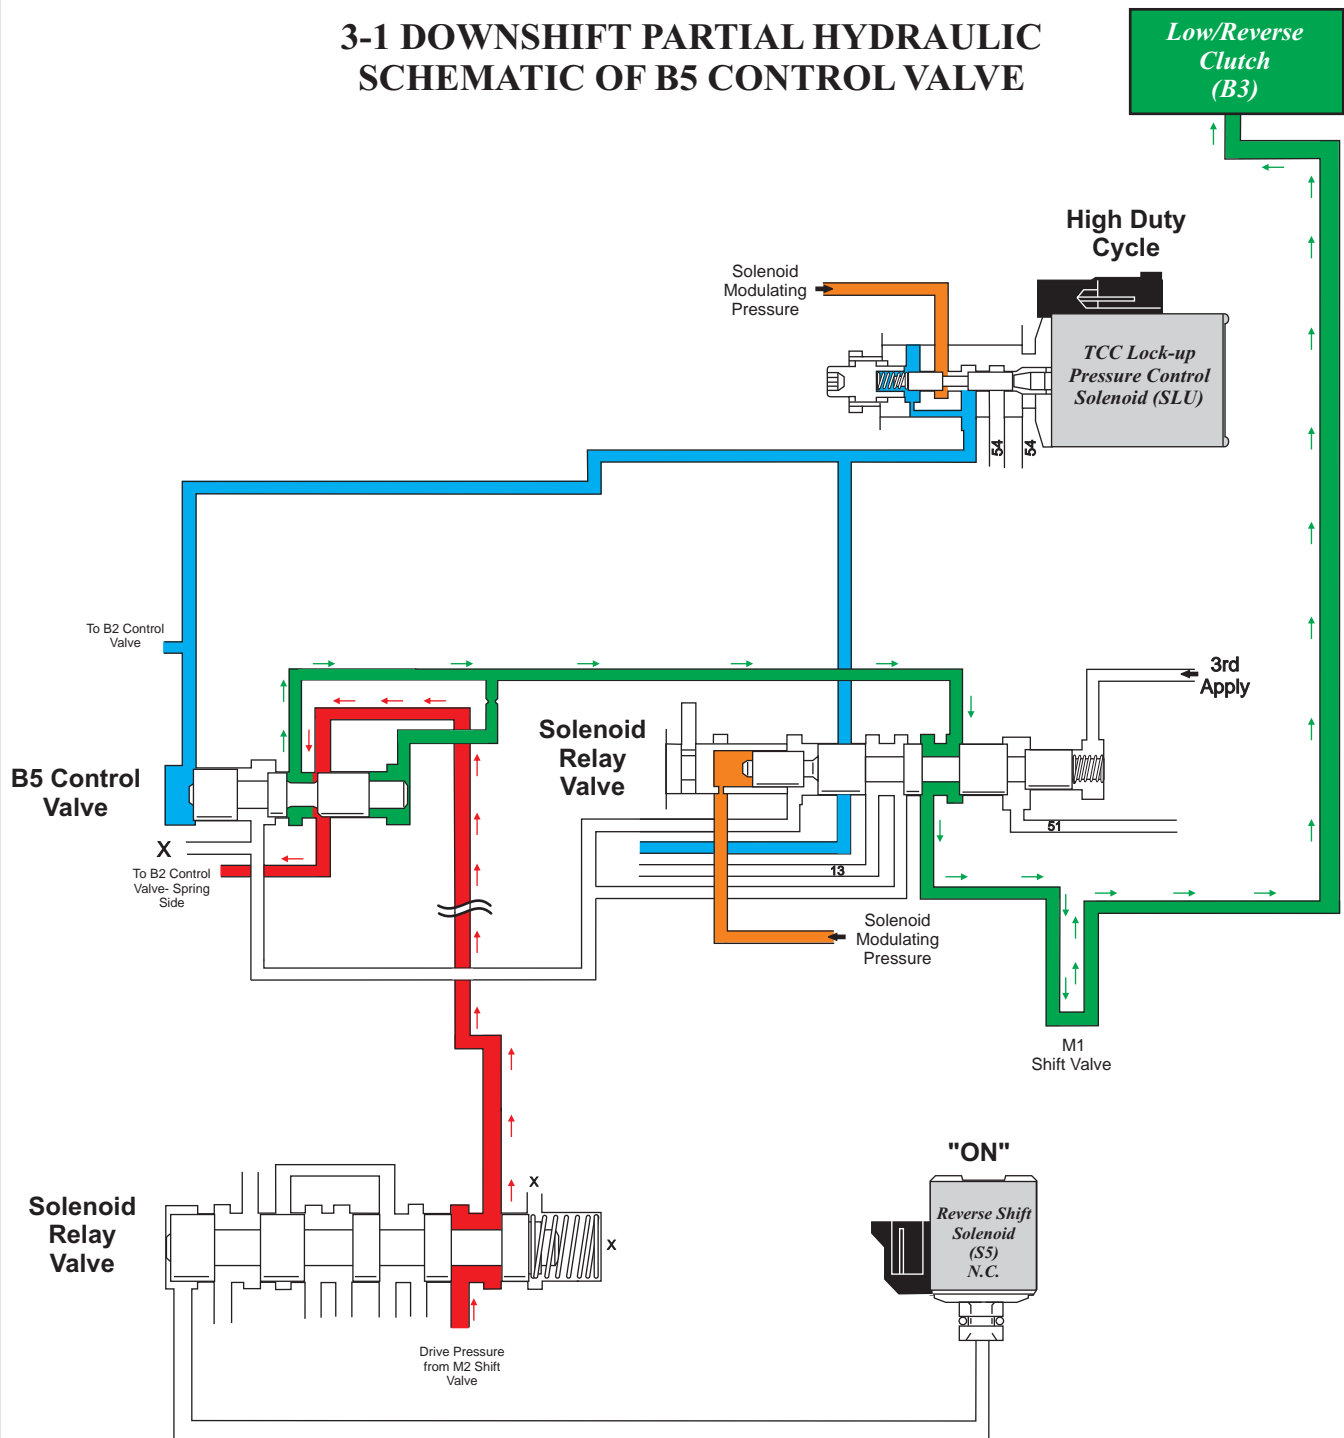 3-1 DOWNSHIFT PARTIAL HYDRAULIC
SCHEMATIC OF B5 CONTROL VALVE
Low/Reverse
Clutch
(B3)
High Duty
Cycle
Solenoid
Modulating
Pressure
TCC Lock-up
Pressure Control
Solenoid (SLU)
54
54
To B2 Control
Valve
3rd
Apply
Solenoid
Relay
Valve
B5 Control
Valve
X
To B2 Control
Valve- Spring
Side
51
13
Solenoid
Modulating
Pressure
M1
Shift Valve
"ON"
Reverse Shift
Solenoid
(S5)
N.C.
Solenoid
Relay
Valve
X
X
Drive Pressure
from M2 Shift
Valve